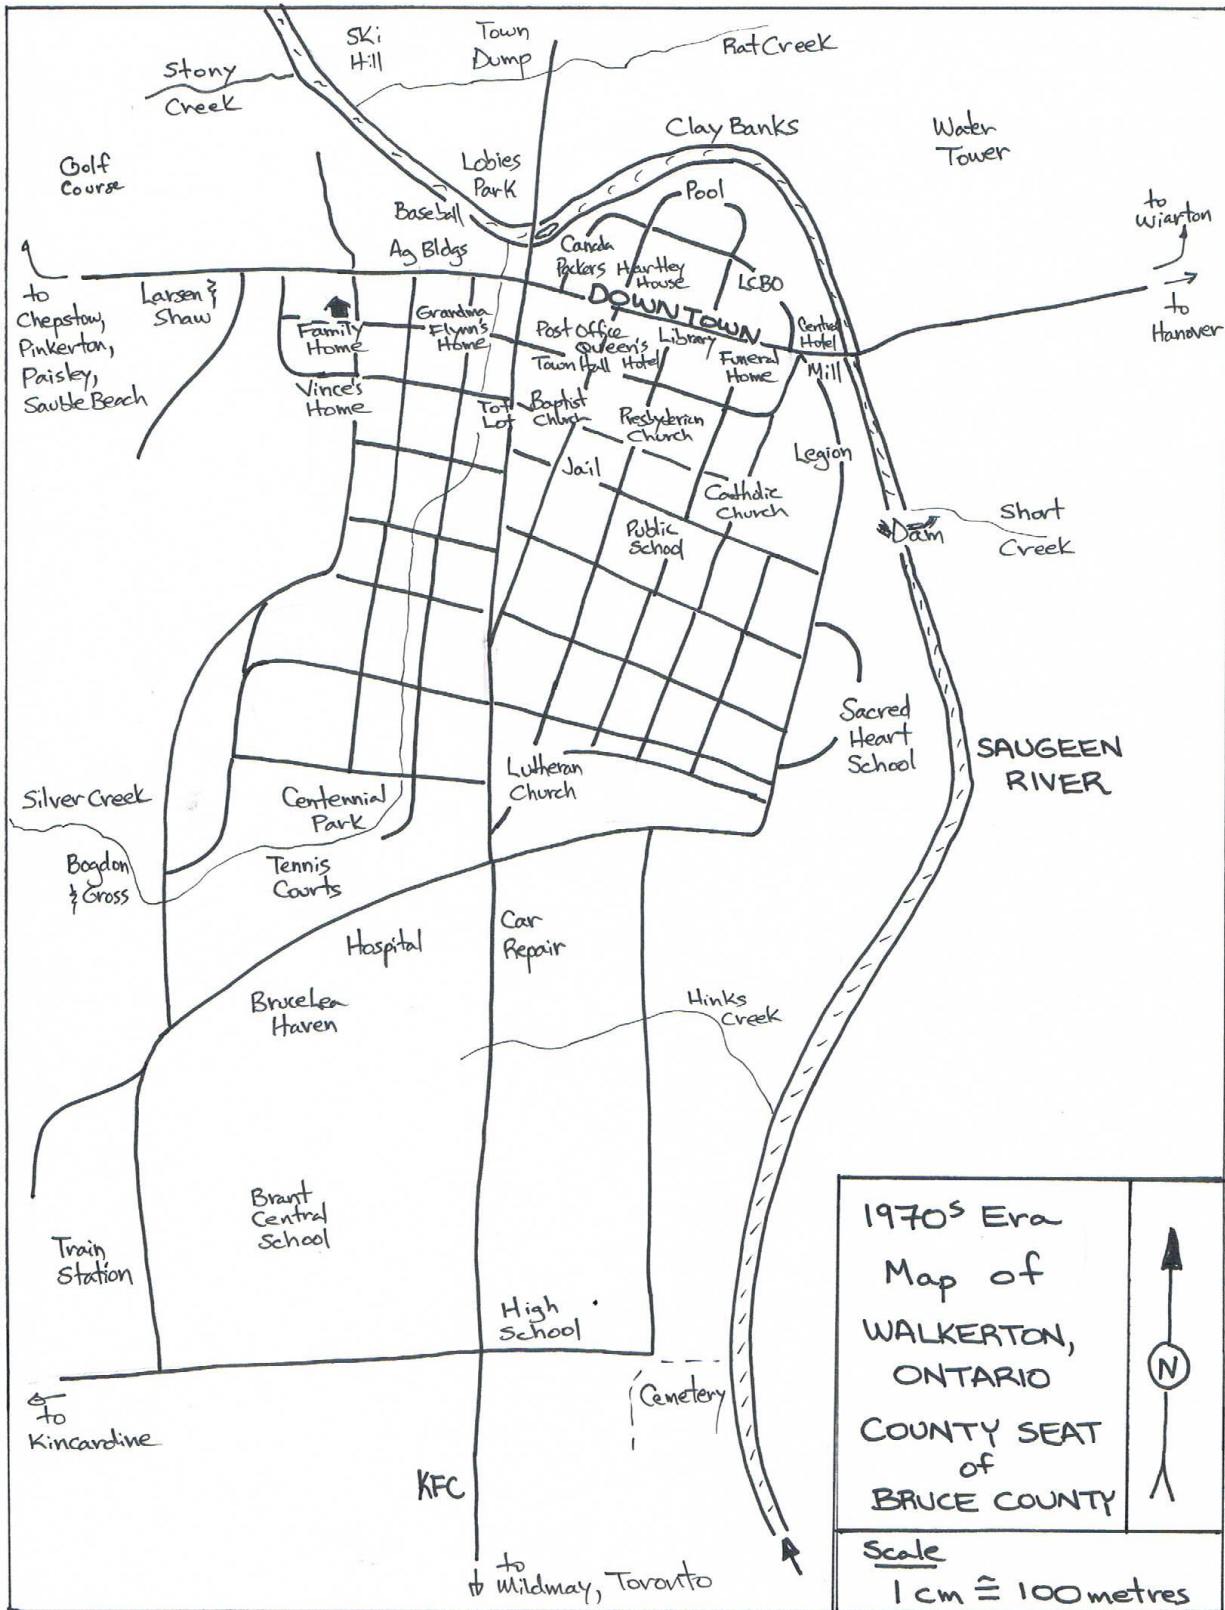 Ski
Hill
Town
Dump
Rat Creek
Stony
Creek
Clay Banks
Water
Tower
Golf
Course
Lobies
Park
Pool
to
Wiarton
Baseball
Ag Bldgs
Canada
Packers
Hartley
House
LCBO
to
Chepstow,
Pinkerton,
Paisley,
Sauble Beach
Larsen &
Shaw
to
Hanover
DOWNTOWN
Family
Home
Grandma
Flynn's
Home
Post Office
Queen's
Hotel
Town Hall
Library
Central
Hotel
Funeral
Home
Mill
Vince's
Home
Tot
Lot
Baptist
Church
Presbyterian
Church
Legion
Jail
Catholic
Church
Public
School
Dam
Short
Creek
Sacred
Heart
School
SAUGEEN
RIVER
Lutheran
Church
Silver Creek
Centennial
Park
Bogdon
& Gross
Tennis
Courts
Hospital
Car
Repair
BruceLea
Haven
Hinks
Creek
Brant
Central
School
Train
Station
High
School
Cemetery
to
Kincardine
KFC
to
Mildmay, Toronto
1970s Era
Map of
WALKERTON,
ONTARIO
COUNTY SEAT
of
BRUCE COUNTY
N
Scale
1 cm ≅ 100 metres